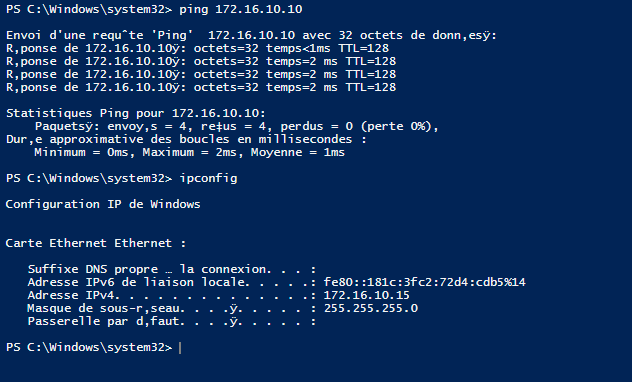 PS C:\Windows\system32> ping 172.16.10.10
Envoi d'une requˆte 'Ping'  172.16.10.10 avec 32 octets de donn‚esÿ:
R‚ponse de 172.16.10.10ÿ: octets=32 temps<1ms TTL=128
R‚ponse de 172.16.10.10ÿ: octets=32 temps=2 ms TTL=128
R‚ponse de 172.16.10.10ÿ: octets=32 temps=2 ms TTL=128
R‚ponse de 172.16.10.10ÿ: octets=32 temps=2 ms TTL=128
Statistiques Ping pour 172.16.10.10:
    Paquetsÿ: envoy‚s = 4, re‡us = 4, perdus = 0 (perte 0%),
Dur‚e approximative des boucles en millisecondes :
    Minimum = 0ms, Maximum = 2ms, Moyenne = 1ms
PS C:\Windows\system32> ipconfig
Configuration IP de Windows
Carte Ethernet Ethernet :
   Suffixe DNS propre … la connexion. . . :
   Adresse IPv6 de liaison locale. . . . .: fe80::181c:3fc2:72d4:cdb5%14
   Adresse IPv4. . . . . . . . . . . . . .: 172.16.10.15
   Masque de sous-r‚seau. . . .ÿ. . . . . : 255.255.255.0
   Passerelle par d‚faut. . . .ÿ. . . . . :
PS C:\Windows\system32>